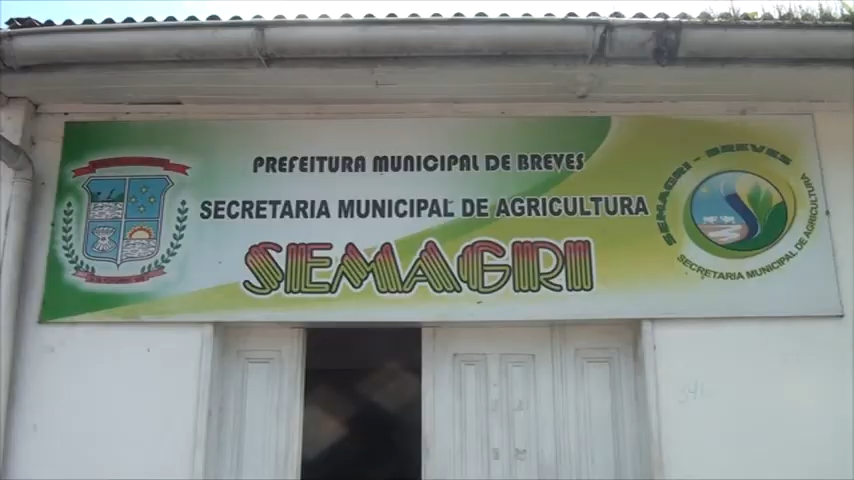 PREFEITURA MUNICIPAL DE BREVES
SECRETARIA MUNICIPAL DE AGRICULTURA
SEMAGRI
SEMAGRI - BREVES
SECRETARIA MUNICIPAL DE AGRICULTURA